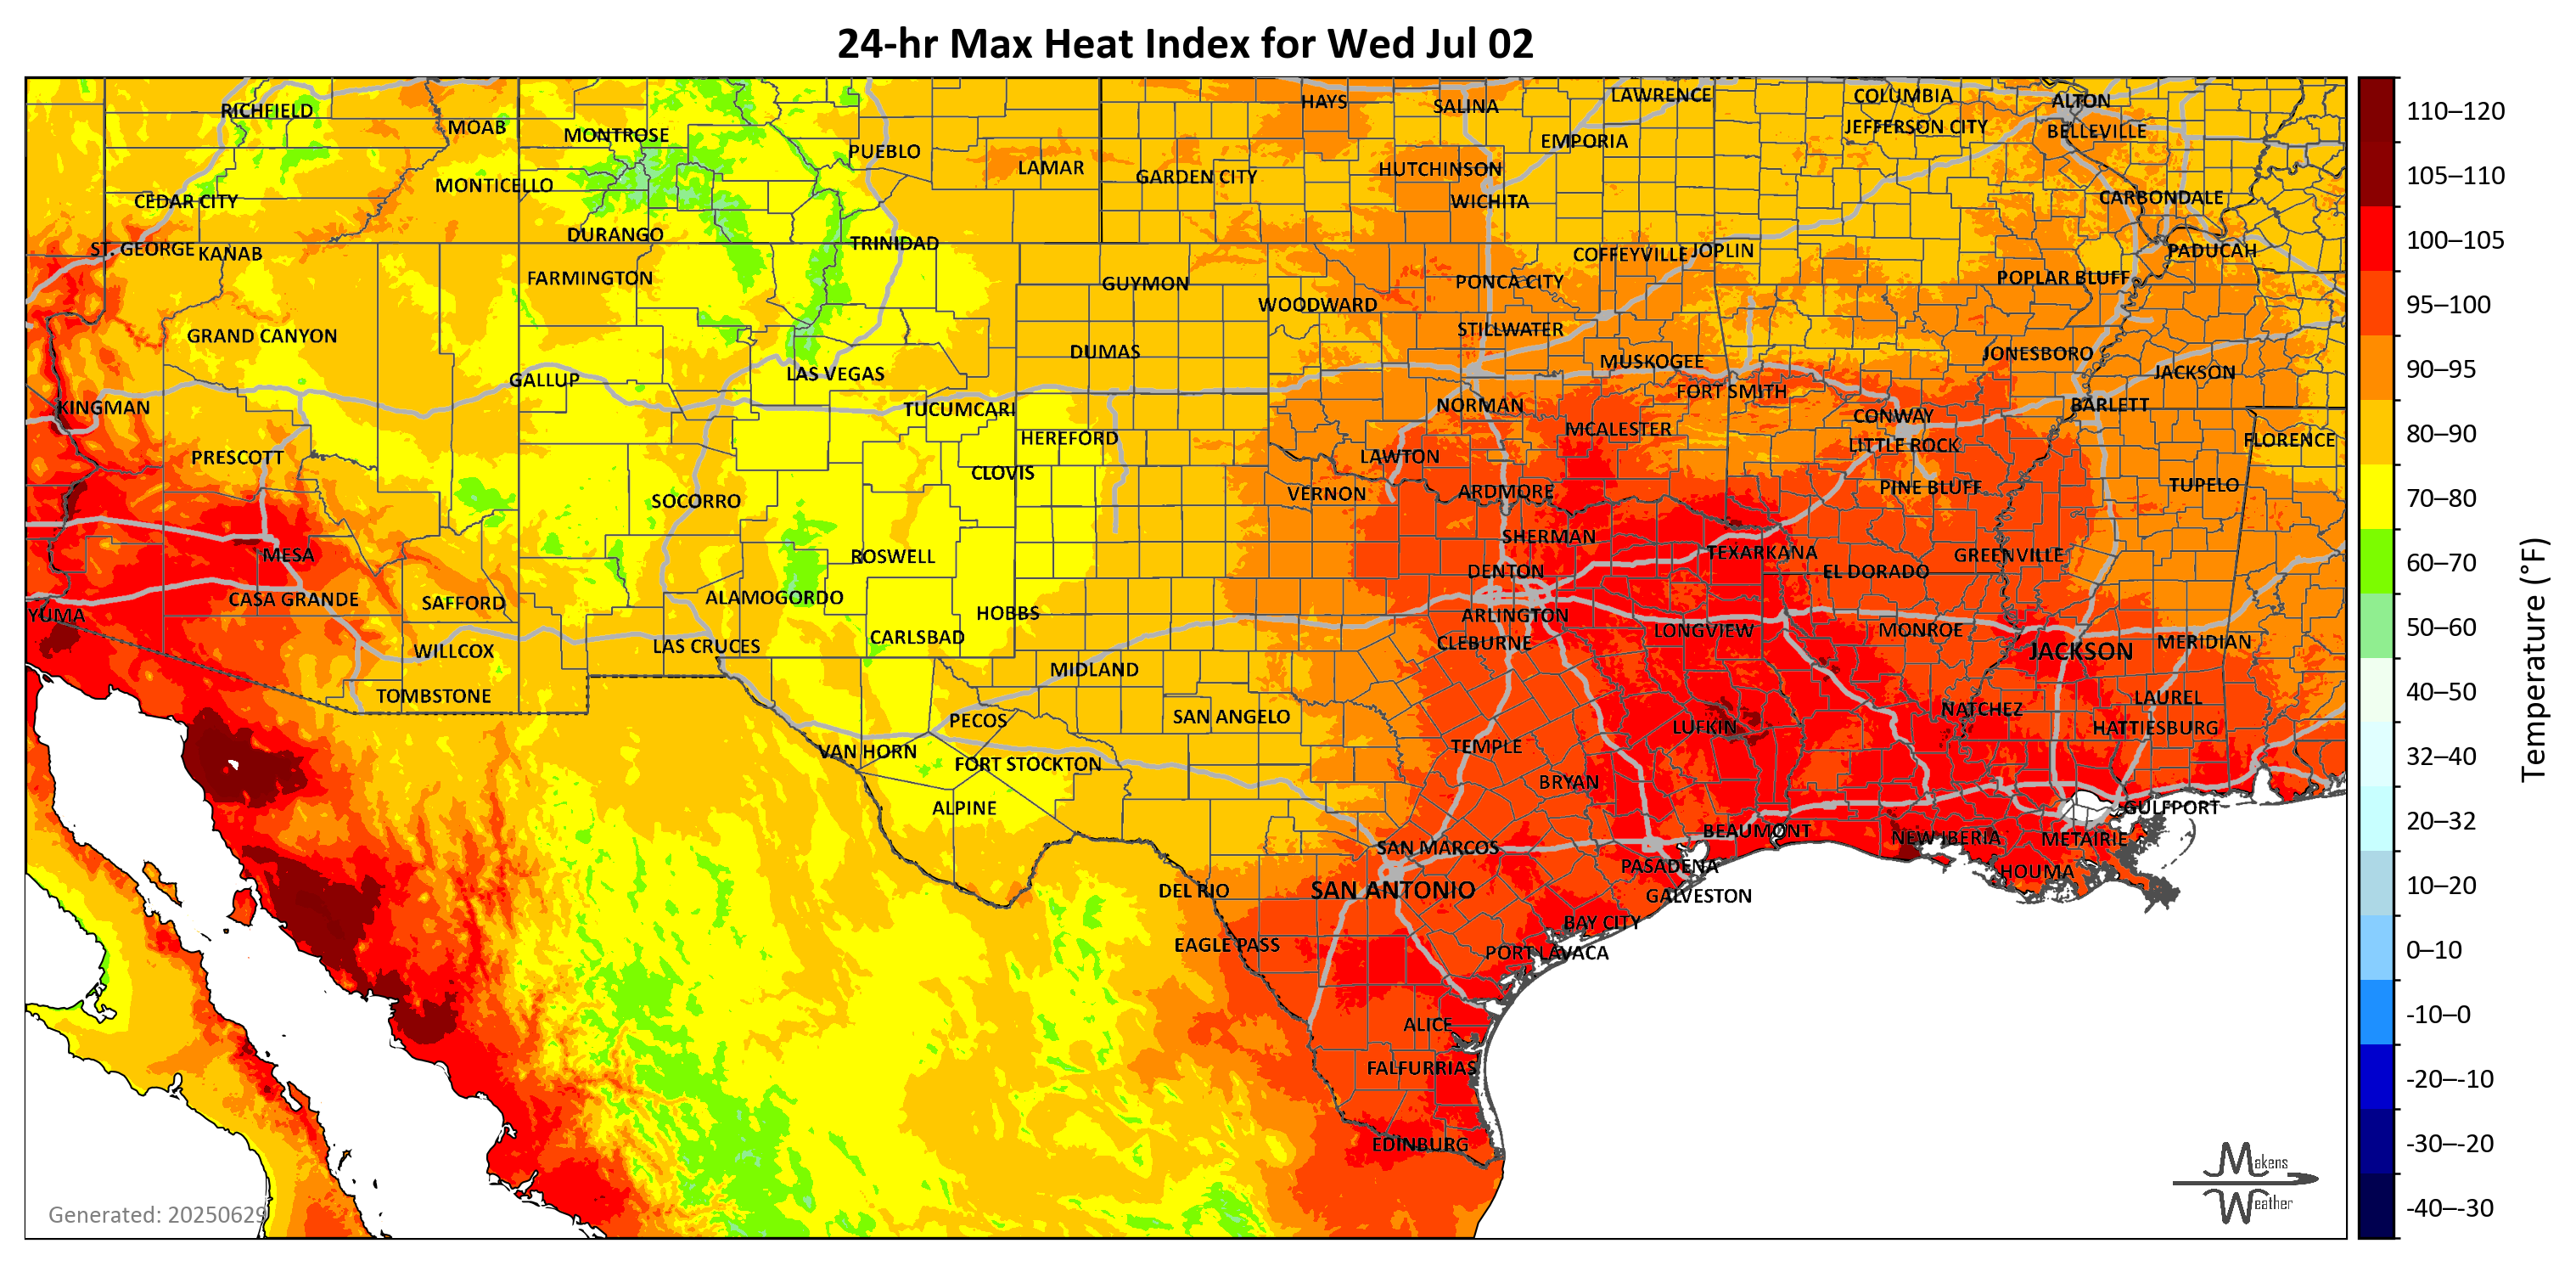 24-hr Max Heat Index for Wed Jul 02
RICHFIELD
MOAB
MONTROSE
PUEBLO
LAMAR
HAYS
SALINA
LAWRENCE
COLUMBIA
ALTON
JEFFERSON CITY
BELLEVILLE
EMPORIA
GARDEN CITY
HUTCHINSON
WICHITA
MONTICELLO
CEDAR CITY
CARBONDALE
DURANGO
TRINIDAD
ST. GEORGE
KANAB
COFFEYVILLE
JOPLIN
PADUCAH
FARMINGTON
GUYMON
PONCA CITY
POPLAR BLUFF
WOODWARD
GRAND CANYON
STILLWATER
DUMAS
MUSKOGEE
JONESBORO
JACKSON
GALLUP
LAS VEGAS
FORT SMITH
KINGMAN
TUCUMCARI
NORMAN
CONWAY
BARLETT
HEREFORD
MCALESTER
LITTLE ROCK
FLORENCE
PRESCOTT
CLOVIS
LAWTON
SOCORRO
VERNON
ARDMORE
PINE BLUFF
TUPELO
SHERMAN
MESA
ROSWELL
TEXARKANA
GREENVILLE
DENTON
EL DORADO
CASA GRANDE
SAFFORD
ALAMOGORDO
HOBBS
YUMA
ARLINGTON
WILLCOX
LAS CRUCES
CARLSBAD
CLEBURNE
LONGVIEW
MONROE
JACKSON
MERIDIAN
MIDLAND
TOMBSTONE
PECOS
SAN ANGELO
LUFKIN
NATCHEZ
LAUREL
HATTIESBURG
VAN HORN
FORT STOCKTON
TEMPLE
BRYAN
ALPINE
GULFPORT
SAN MARCOS
BEAUMONT
NEW IBERIA
METAIRIE
PASADENA
HOUMA
DEL RIO
SAN ANTONIO
GALVESTON
BAY CITY
EAGLE PASS
PORT LAVACA
ALICE
FALFURRIAS
EDINBURG
Generated: 20250629
Makens
Weather
110–120
105–110
100–105
95–100
90–95
80–90
70–80
60–70
50–60
40–50
32–40
20–32
10–20
0–10
-10–0
-20–-10
-30–-20
-40–-30
Temperature (°F)